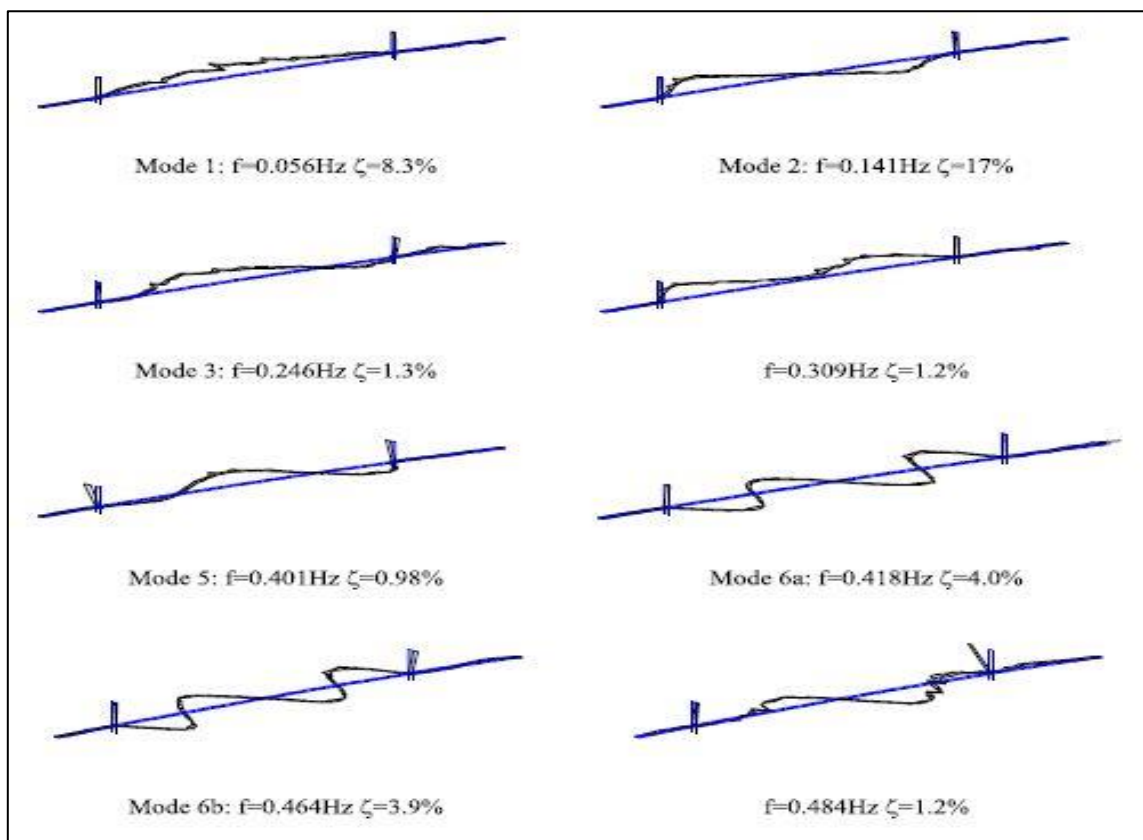 Mode 1: f=0.056Hz ζ=8.3%
Mode 2: f=0.141Hz ζ=17%
Mode 3: f=0.246Hz ζ=1.3%
f=0.309Hz ζ=1.2%
Mode 5: f=0.401Hz ζ=0.98%
Mode 6a: f=0.418Hz ζ=4.0%
Mode 6b: f=0.464Hz ζ=3.9%
f=0.484Hz ζ=1.2%